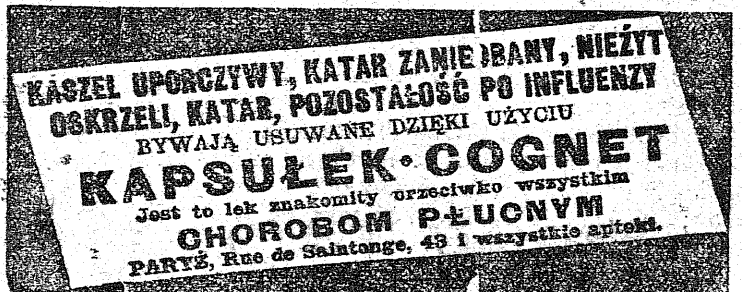 KASZEL UPORCZYWY, KATAR ZANIEDBANY, NIEŻYT
OSKRZELI, KATAR, POZOSTAŁOŚĆ PO INFLUENZY
BYWAJĄ USUWANE DZIĘKI UŻYCIU
KAPSUŁEK COGNET
Jest to lek znakomity przeciwko wszystkim
CHOROBOM PŁUCNYM
PARYŻ, Rue de Saintonge, 43 i wszystkie apteki.